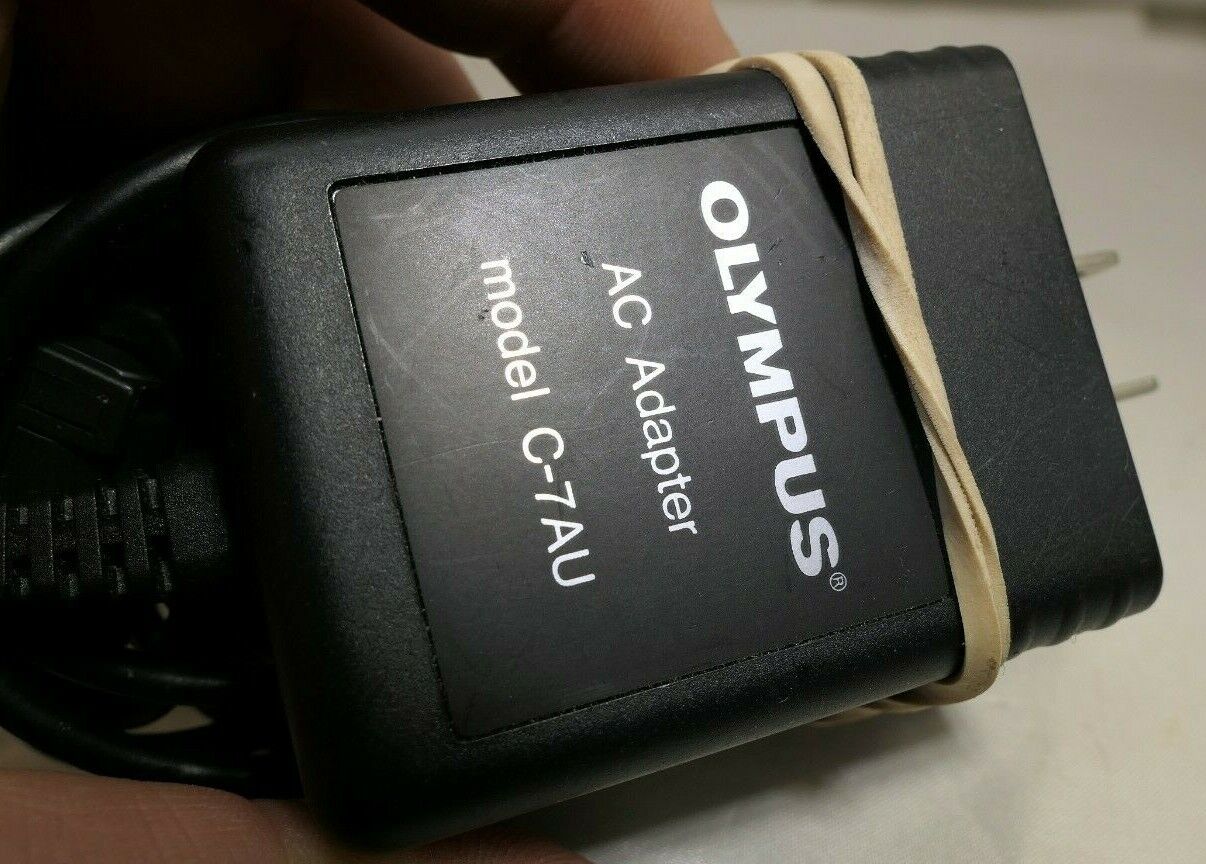 OLYMPUS®
AC Adapter
model C-7AU